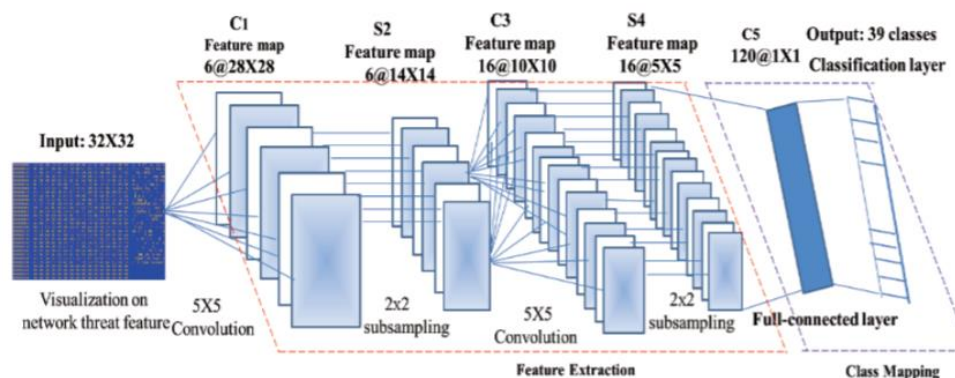 C1
Feature map
6@28X28
S2
Feature map
6@14X14
C3
Feature map
16@10X10
S4
Feature map
16@5X5
C5
120@1X1
Output: 39 classes
Classification layer
Input: 32X32
Visualization on
network threat feature
5X5
Convolution
2x2
subsampling
5X5
Convolution
2x2
subsampling
Full-connected layer
Feature Extraction
Class Mapping